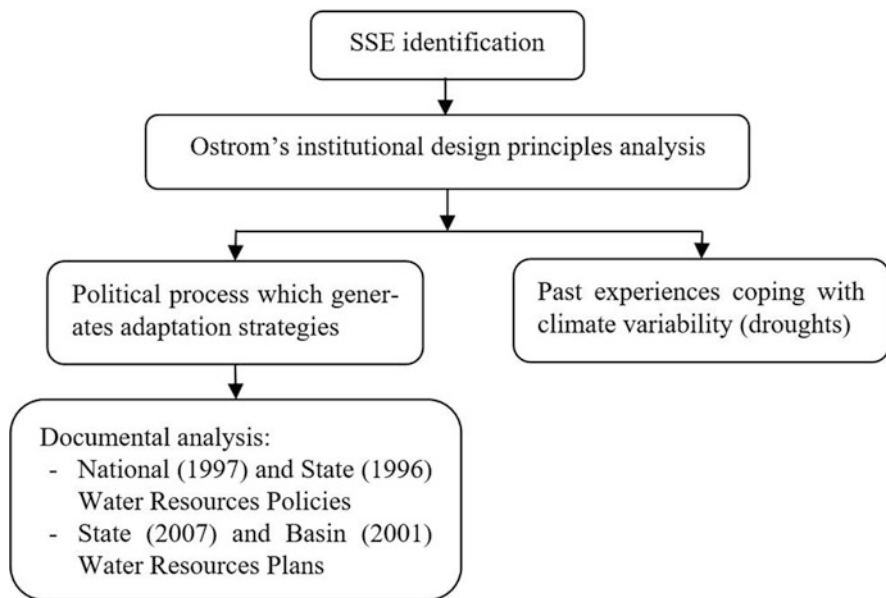 SSE identification
Ostrom's institutional design principles analysis
Political process which gener-
ates adaptation strategies
Past experiences coping with
climate variability (droughts)
Documental analysis:
- National (1997) and State (1996)
Water Resources Policies
- State (2007) and Basin (2001)
Water Resources Plans